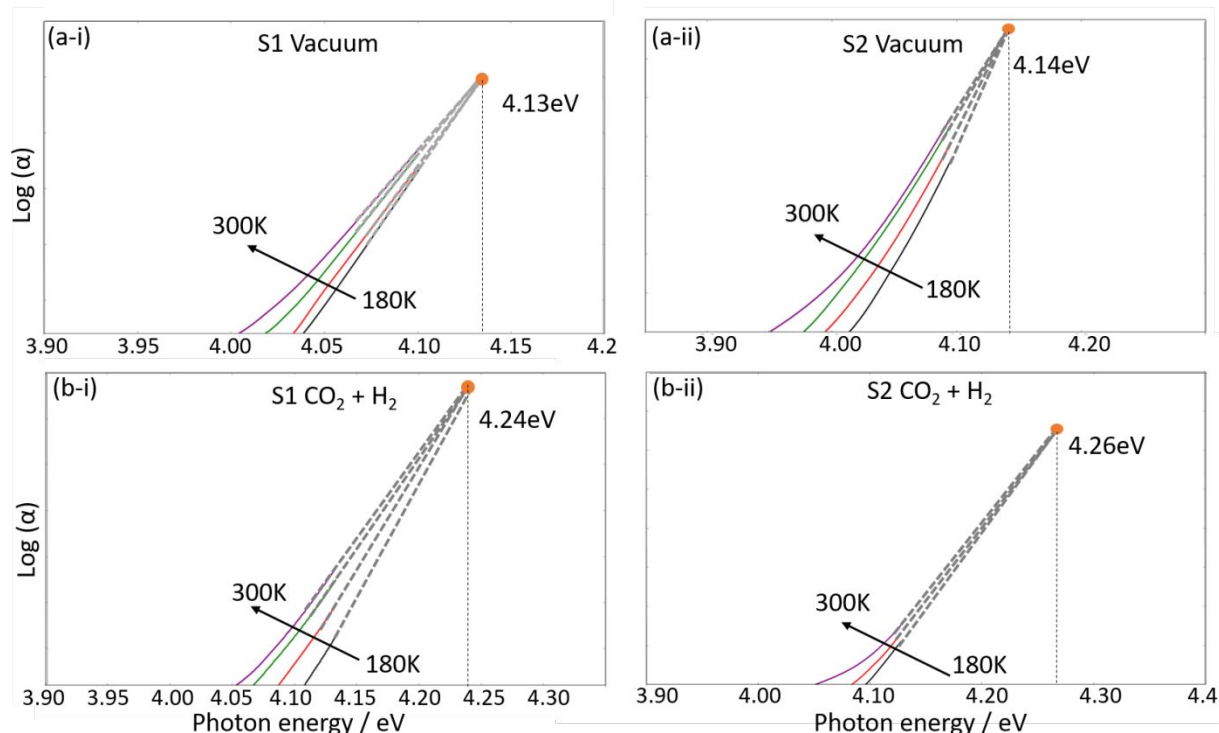 (a-i) S1 Vacuum
4.13eV
300K
180K
Log (α)
3.90 3.95 4.00 4.05 4.10 4.15 4.2
(a-ii) S2 Vacuum
4.14eV
300K
180K
3.90 4.00 4.10 4.20
(b-i) S1 CO₂ + H₂
4.24eV
300K
180K
Log (α)
3.90 3.95 4.00 4.05 4.10 4.15 4.20 4.25 4.30
Photon energy / eV
(b-ii) S2 CO₂ + H₂
4.26eV
300K
180K
3.90 4.00 4.10 4.20 4.30 4.4
Photon energy / eV